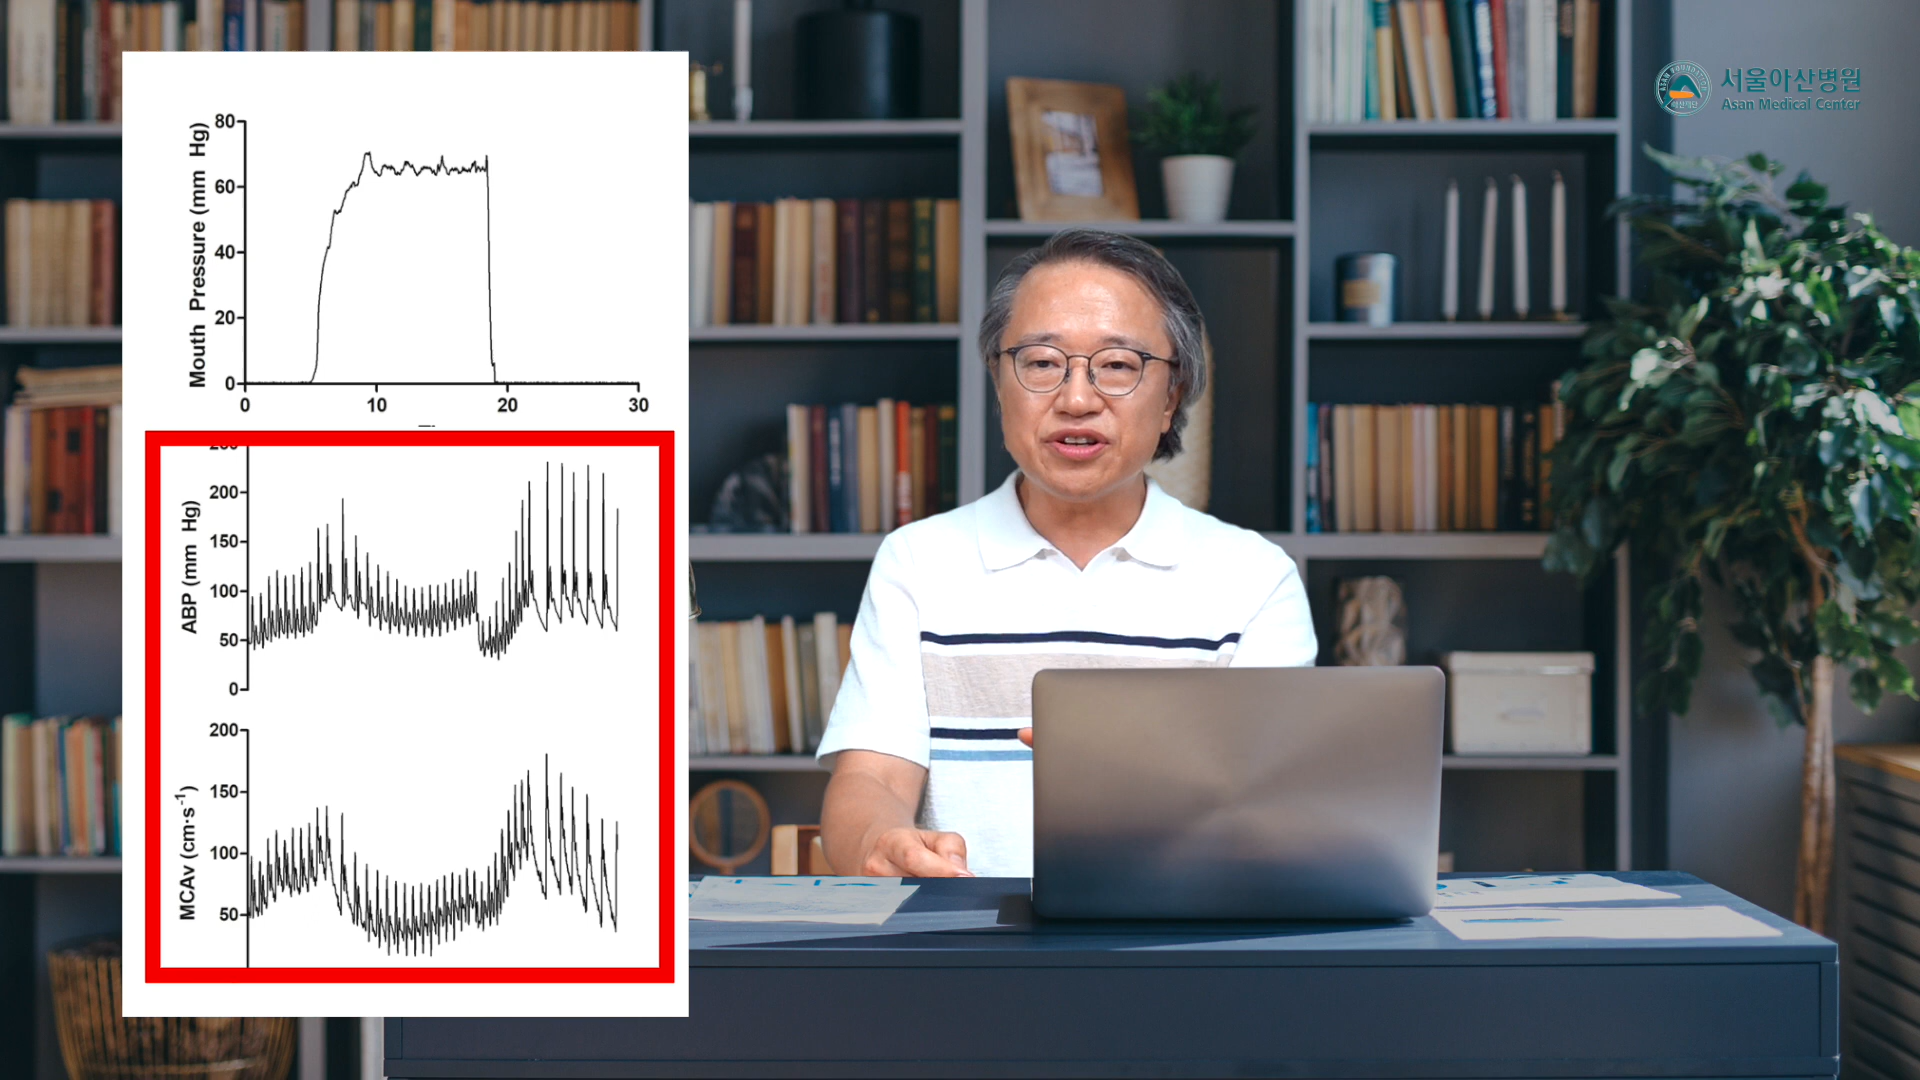 Mouth Pressure (mm Hg)
80
60
40
20
0
0 10 20 30
ABP (mm Hg)
200
150
100
50
0
MCAv (cm·s-1)
200
150
100
50
서울아산병원
Asan Medical Center